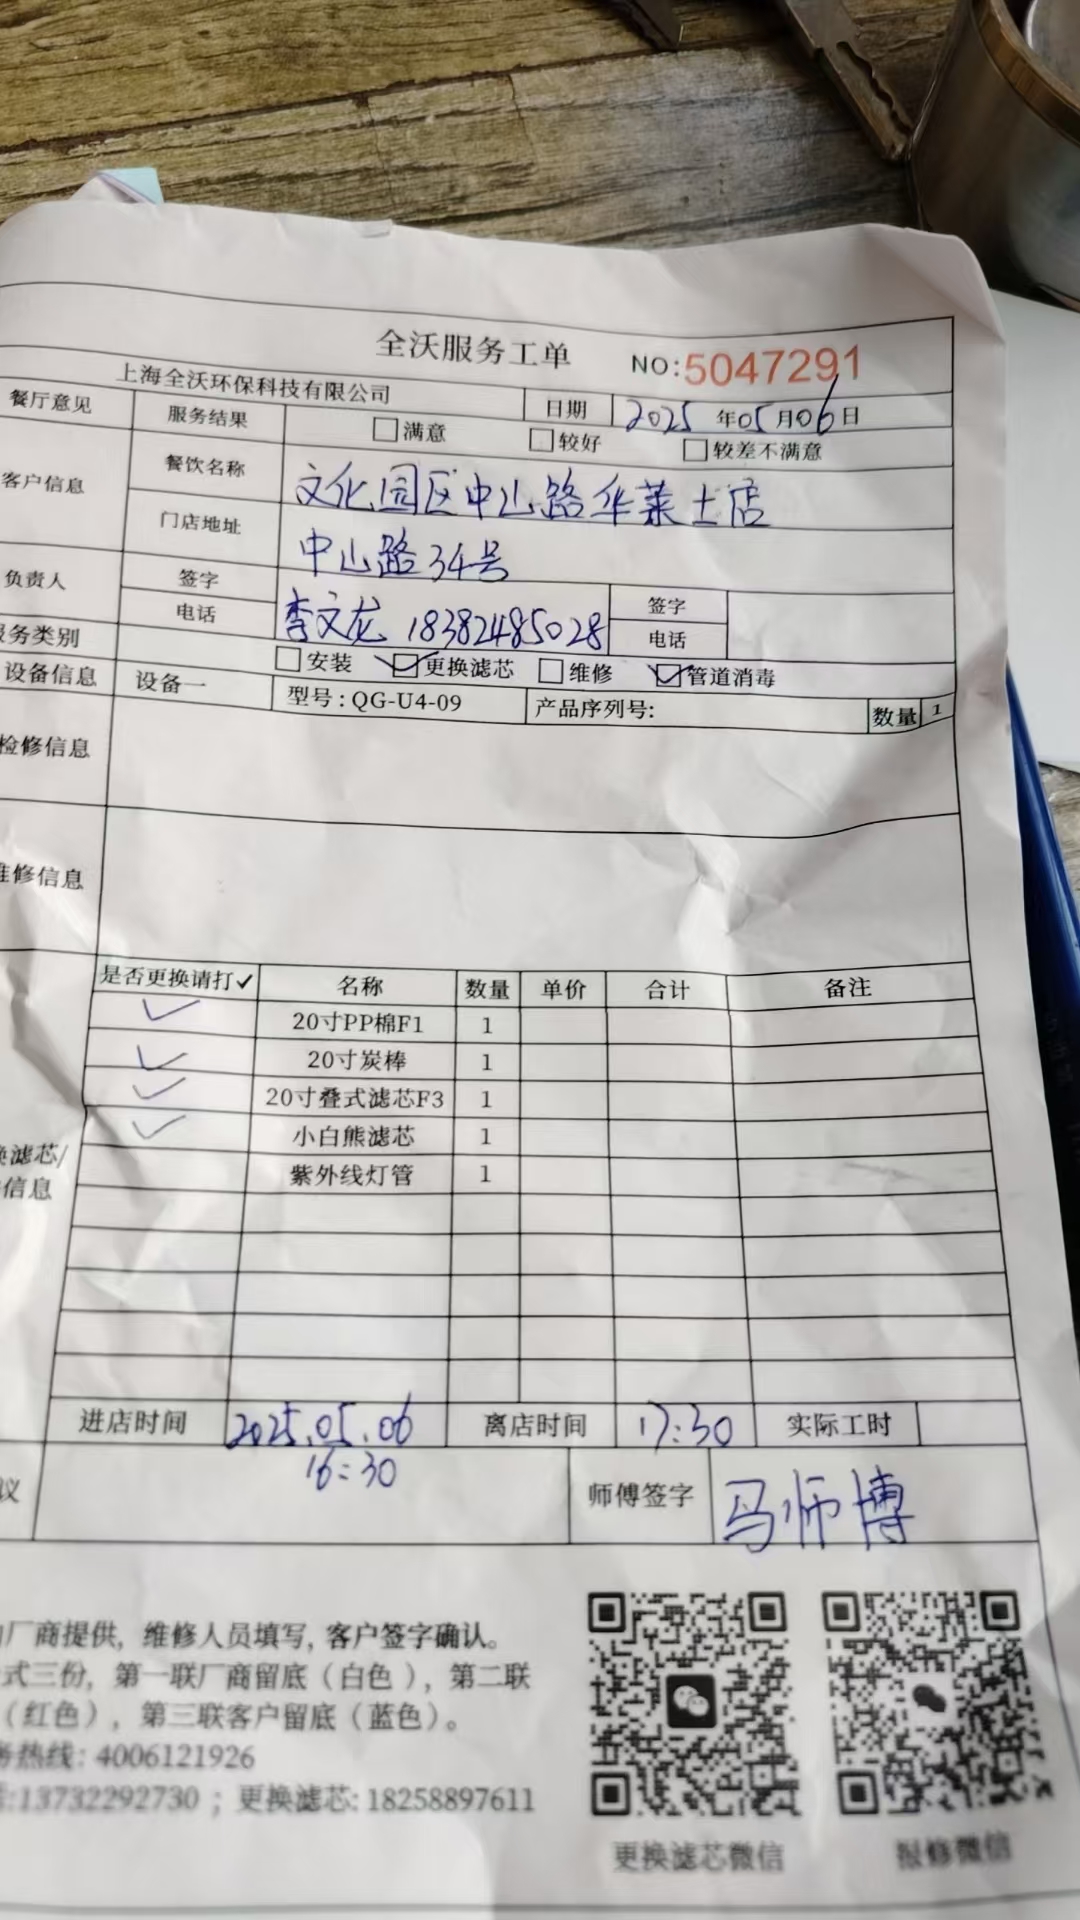 全沃服务工单 NO:5047291
上海全沃环保科技有限公司 日期 2025年05月06日
餐厅意见 服务结果 □满意 □较好 □较差不满意
客户信息 餐饮名称 文化园区中山路华莱士店
门店地址 中山路34号
负责人 签字 李文龙 18382485028 签字
电话 电话
服务类别 □安装 ☑更换滤芯 □维修 ☑管道消毒
设备信息 设备一 型号:QG-U4-09 产品序列号: 数量 1
检修信息
维修信息
是否更换请打✓ 名称 数量 单价 合计 备注
✓ 20寸PP棉F1 1
✓ 20寸炭棒 1
✓ 20寸叠式滤芯F3 1
✓ 小白熊滤芯 1
紫外线灯管 1
换滤芯/
信息
进店时间 2025.05.06 离店时间 17:30 实际工时
16:30
议 师傅签字 马师博
厂商提供, 维修人员填写, 客户签字确认。
式三份, 第一联厂商留底（白色）, 第二联
（红色）, 第三联客户留底（蓝色）。
务热线: 4006121926
:13732292730 ; 更换滤芯: 18258897611
更换滤芯微信 报修微信